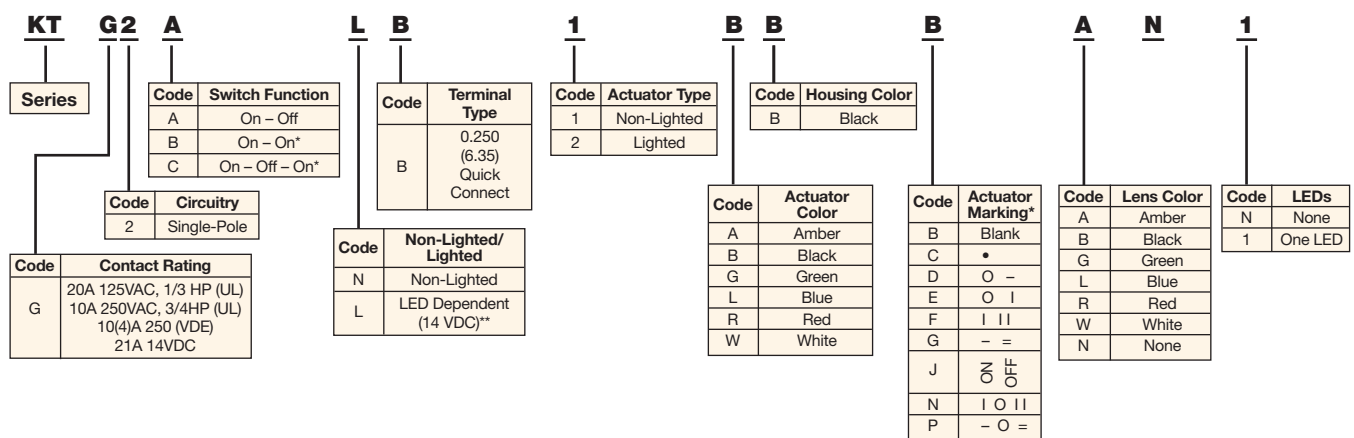 KT G2 A L B 1 B B B A N 1
Series
Code Switch Function
A On – Off
B On – On*
C On – Off – On*
Code Circuitry
2 Single-Pole
Code Contact Rating
G 20A 125VAC, 1/3 HP (UL)
10A 250VAC, 3/4HP (UL)
10(4)A 250 (VDE)
21A 14VDC
Code Terminal
Type
B 0.250
(6.35)
Quick
Connect
Code Non-Lighted/
Lighted
N Non-Lighted
L LED Dependent
(14 VDC)**
Code Actuator Type
1 Non-Lighted
2 Lighted
Code Housing Color
B Black
Code Actuator
Color
A Amber
B Black
G Green
L Blue
R Red
W White
Code Actuator
Marking*
B Blank
C •
D O –
E O I
F I II
G – =
J ON OFF
N I O II
P – O =
Code Lens Color
A Amber
B Black
G Green
L Blue
R Red
W White
N None
Code LEDs
N None
1 One LED